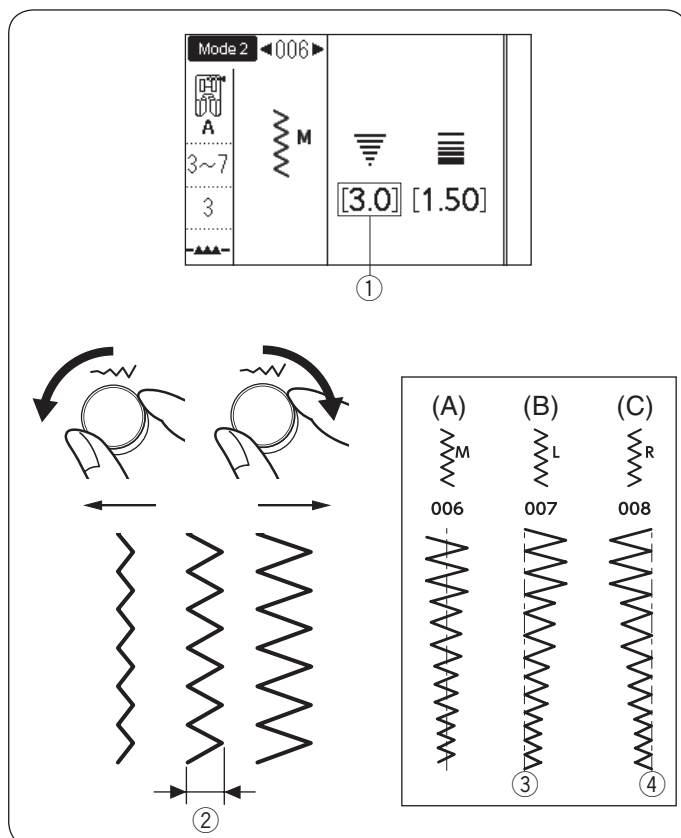 Mode 2 ◀006▶
A
M
3~7
3
[3.0] [1.50]
①
(A) (B) (C)
M L R
006 007 008
②
③ ④